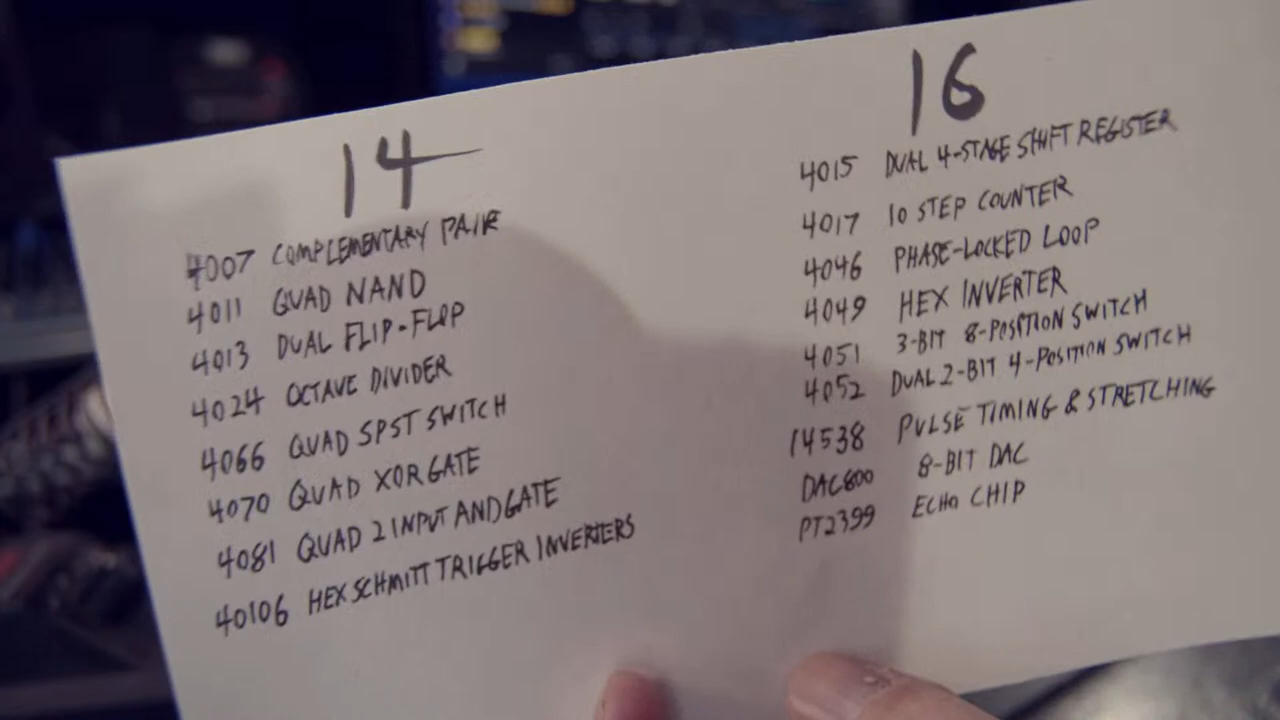 14
4007 COMPLEMENTARY PAIR
4011 QUAD NAND
4013 DUAL FLIP-FLOP
4024 OCTAVE DIVIDER
4066 QUAD SPST SWITCH
4070 QUAD XOR GATE
4081 QUAD 2 INPUT AND GATE
40106 HEX SCHMITT TRIGGER INVERTERS
16
4015 DUAL 4-STAGE SHIFT REGISTER
4017 10 STEP COUNTER
4046 PHASE-LOCKED LOOP
4049 HEX INVERTER
4051 3-BIT 8-POSITION SWITCH
4052 DUAL 2-BIT 4-POSITION SWITCH
14538 PULSE TIMING & STRETCHING
DAC800 8-BIT DAC
PT2399 ECHO CHIP